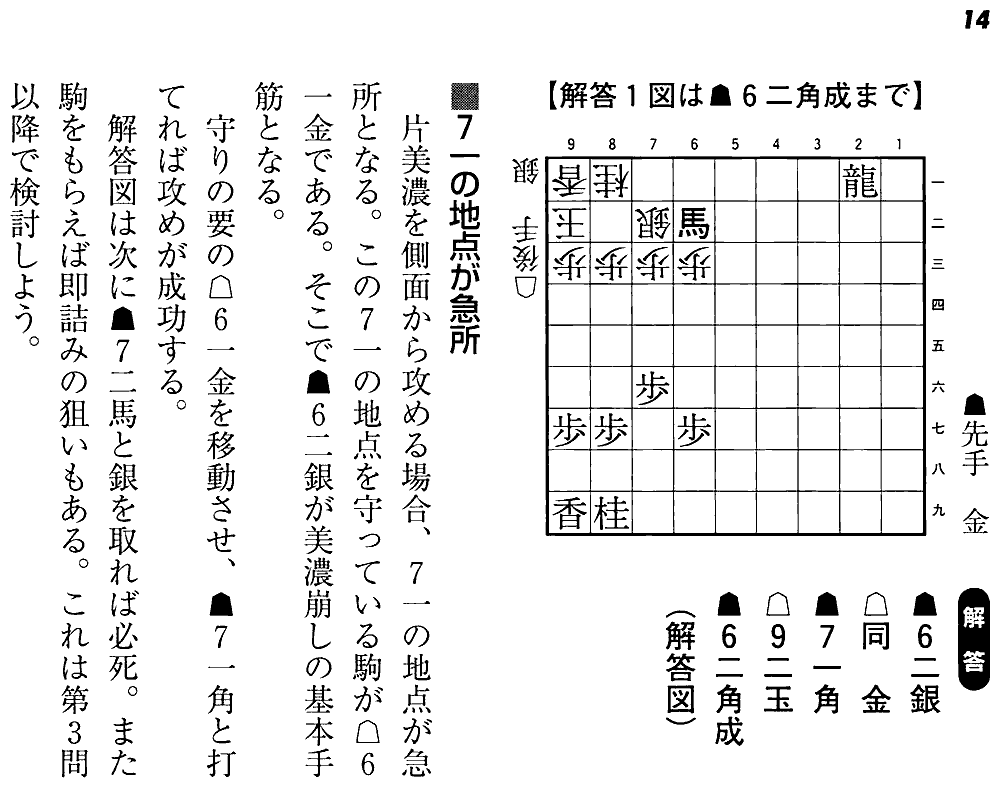 14
解答
☗6二銀
☖同 金
☗7一角
☖9二玉
☗6二角成
(解答図)
【解答1図は☗6二角成まで】
9 8 7 6 5 4 3 2 1
香 桂 龍 一
玉 銀 馬 二
歩 歩 歩 歩 三
四
五
歩 六
歩 歩 歩 七
八
香 桂 九
☖後手 銀
☗先手 金
■7一の地点が急所
片美濃を側面から攻める場合、7一の地点が急
所となる。この7一の地点を守っている駒が☖6
一金である。そこで☗6二銀が美濃崩しの基本手
筋となる。
守りの要の☖6一金を移動させ、☗7一角と打
てれば攻めが成功する。
解答図は次に☗7二馬と銀を取れば必死。また
駒をもらえば即詰みの狙いもある。これは第3問
以降で検討しよう。